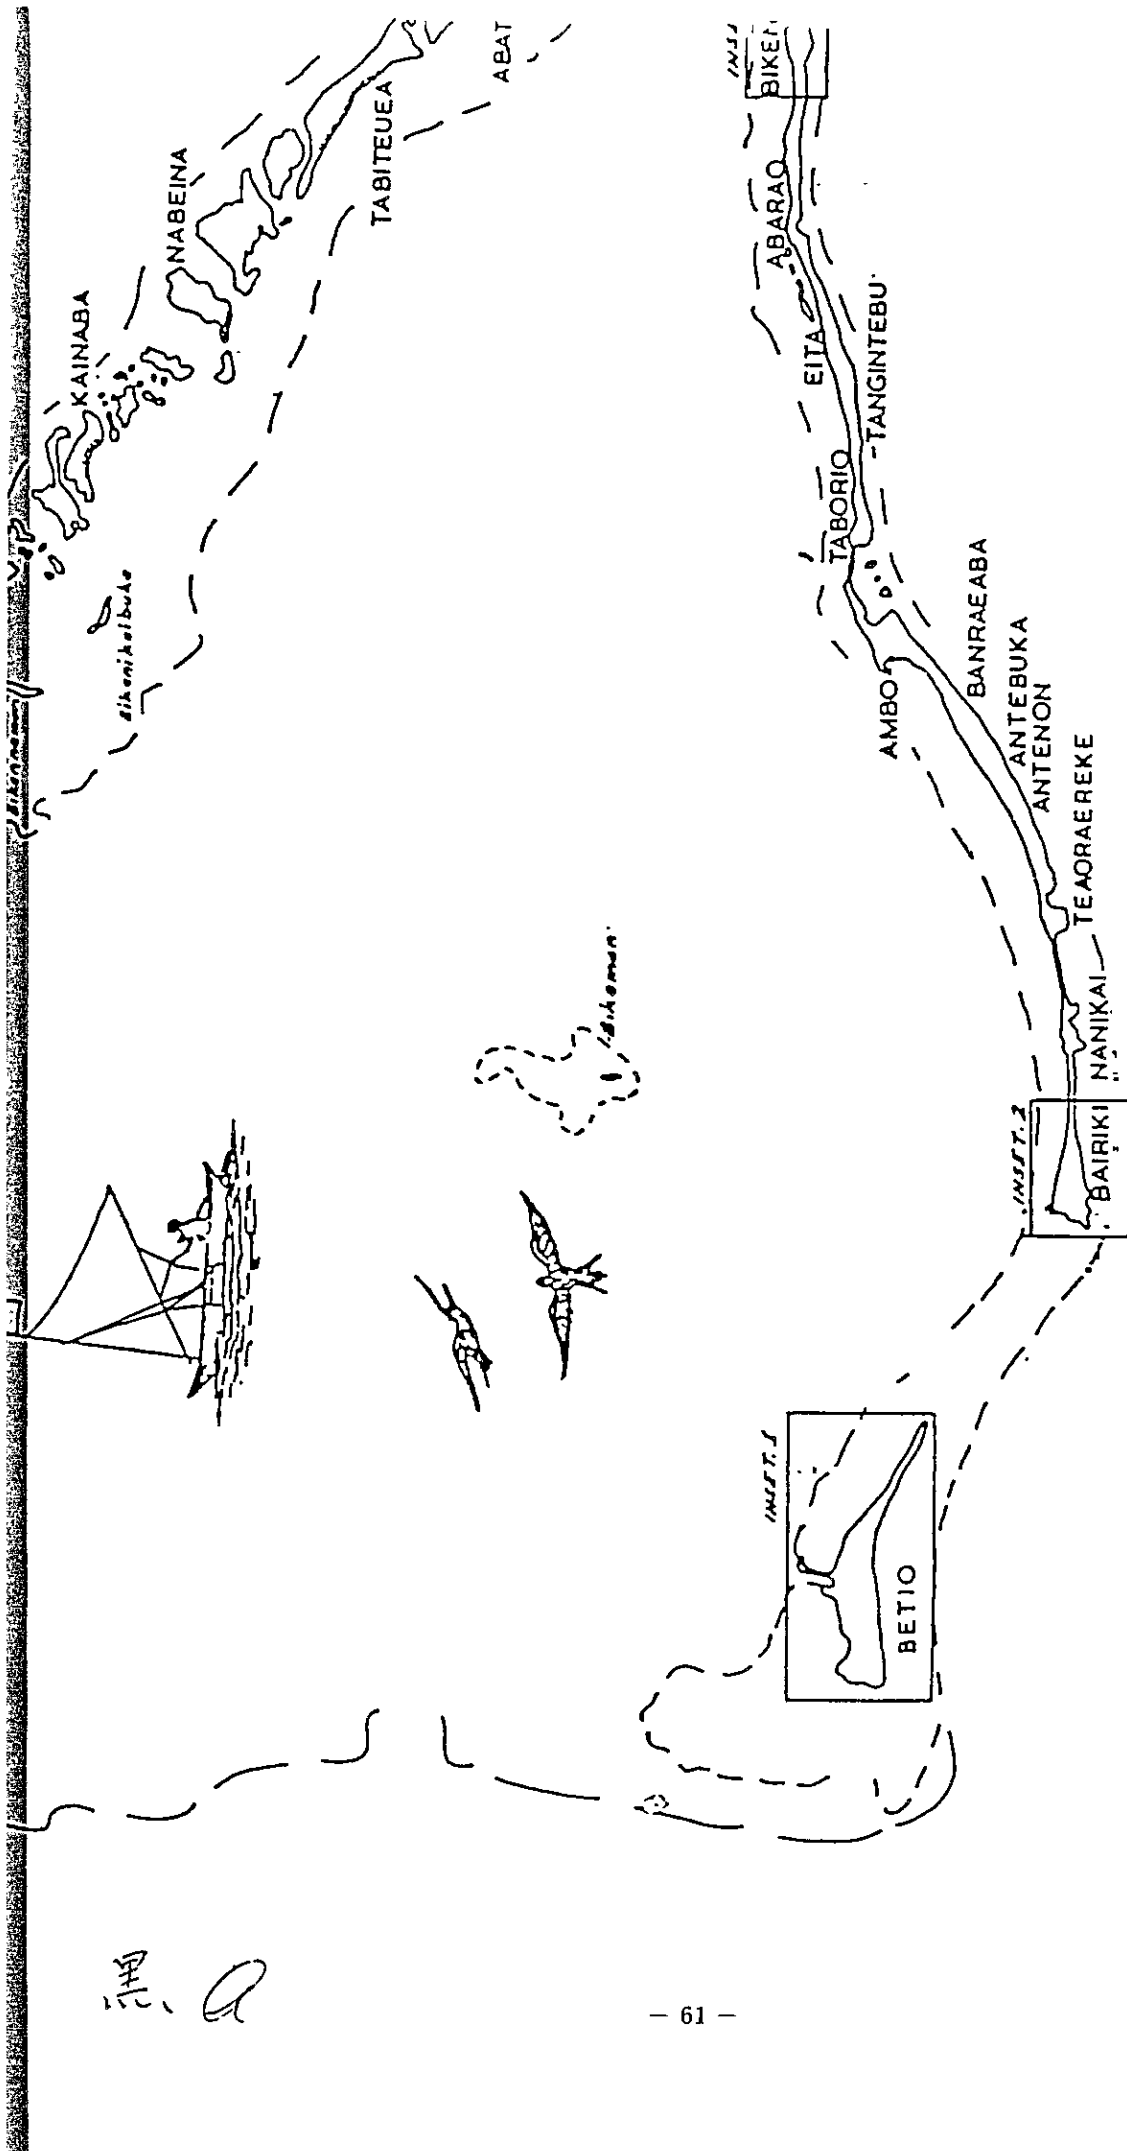 KAINABA
NABEINA
TABITEUEA
ABAT
Bikeman
INSET. 1
BETIO
INSET. 2
BAIRIKI
NANIKAI
TEAORAEREKE
ANTENON
ANTEBUKA
BANRAEABA
AMBO
TABORIO
TANGINTEBU
EITA
ABARAO
BIKEN
黒
a
— 61 —